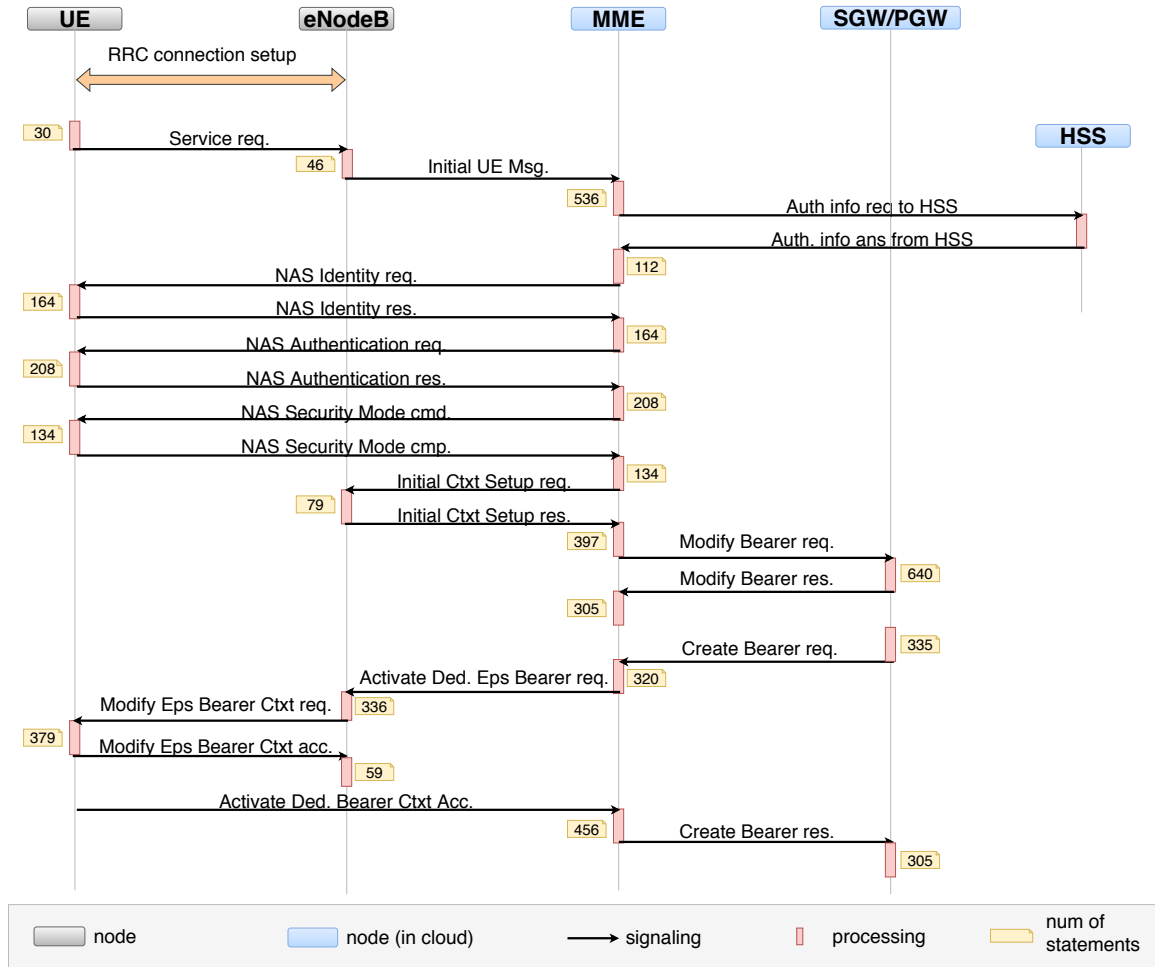 UE
eNodeB
MME
SGW/PGW
RRC connection setup
30
Service req.
HSS
46
Initial UE Msg.
536
Auth info req to HSS
Auth. info ans from HSS
112
NAS Identity req.
164
NAS Identity res.
164
NAS Authentication req.
208
NAS Authentication res.
208
NAS Security Mode cmd.
134
NAS Security Mode cmp.
134
Initial Ctxt Setup req.
79
Initial Ctxt Setup res.
397
Modify Bearer req.
640
Modify Bearer res.
305
335
Create Bearer req.
320
Activate Ded. Eps Bearer req.
336
Modify Eps Bearer Ctxt req.
379
Modify Eps Bearer Ctxt acc.
59
Activate Ded. Bearer Ctxt Acc.
456
Create Bearer res.
305
node
node (in cloud)
signaling
processing
num of
statements